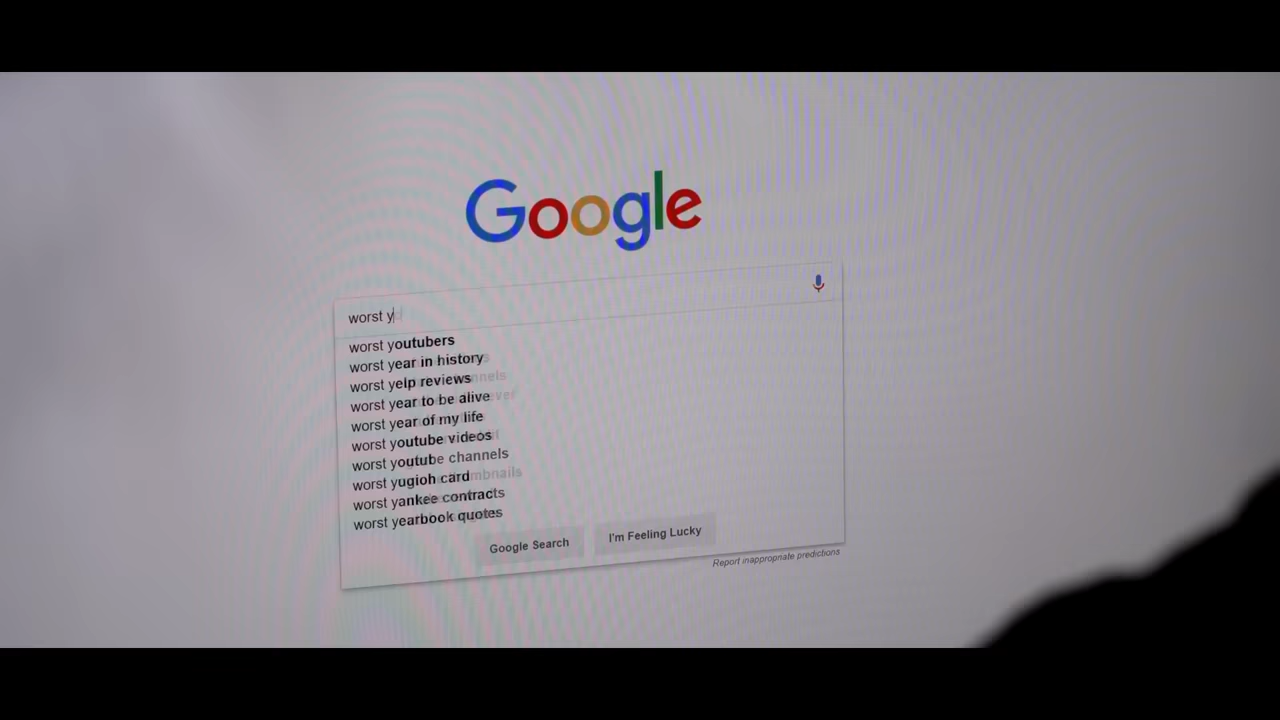 Google
worst y
worst youtubers
worst year in history
worst yelp reviews
worst year to be alive
worst year of my life
worst youtube videos
worst youtube channels
worst yugioh card
worst yankee contracts
worst yearbook quotes
Google Search
I'm Feeling Lucky
Report inappropriate predictions